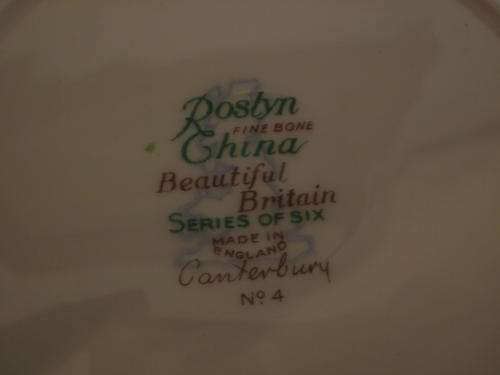 Roslyn
FINE BONE
China
Beautiful
Britain
SERIES OF SIX
MADE IN
ENGLAND
Canterbury
Nº 4